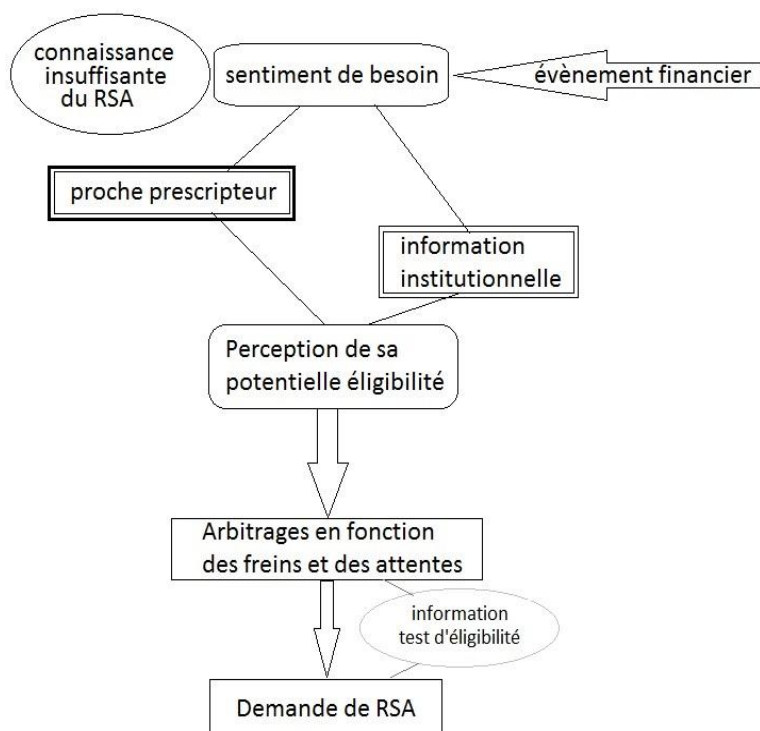 connaissance
insuffisante
du RSA
sentiment de besoin
évènement financier
proche prescripteur
information
institutionnelle
Perception de sa
potentielle éligibilité
Arbitrages en fonction
des freins et des attentes
information
test d'éligibilité
Demande de RSA